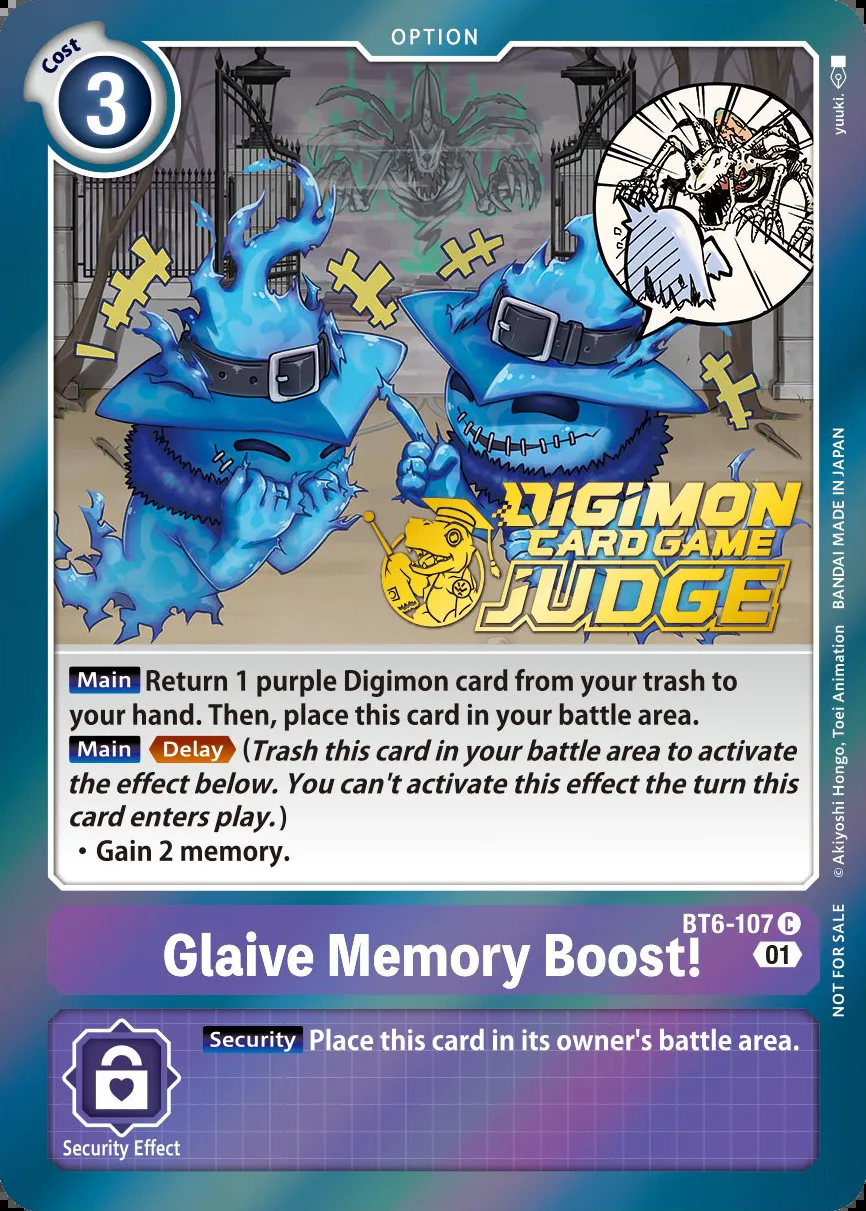 OPTION
Cost
3
yuuki.
DIGIMON
CARD GAME
JUDGE
Main Return 1 purple Digimon card from your trash to
your hand. Then, place this card in your battle area.
Main Delay (Trash this card in your battle area to activate
the effect below. You can't activate this effect the turn this
card enters play.)
・Gain 2 memory.
BT6-107 C
Glaive Memory Boost!
01
Security Place this card in its owner's battle area.
Security Effect
NOT FOR SALE © Akiyoshi Hongo, Toei Animation BANDAI MADE IN JAPAN